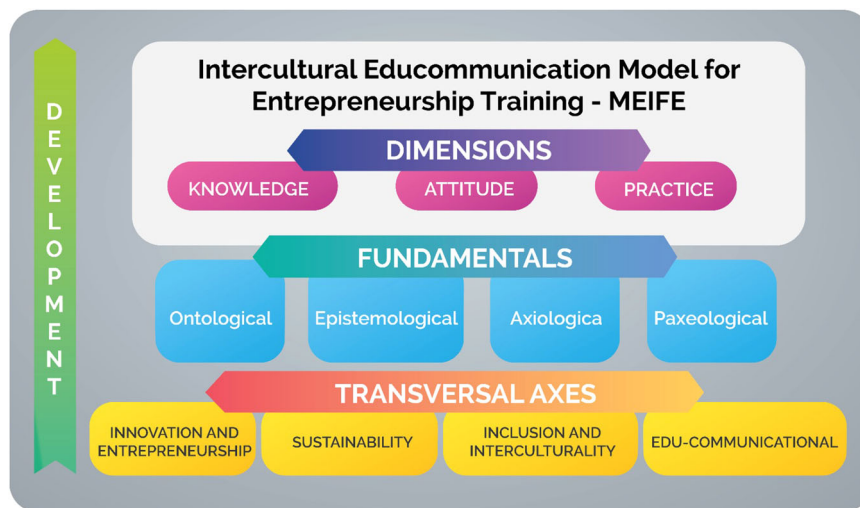 DEVELOPMENT
Intercultural Educommunication Model for
Entrepreneurship Training - MEIFE
DIMENSIONS
KNOWLEDGE
ATTITUDE
PRACTICE
FUNDAMENTALS
Ontological
Epistemological
Axiologica
Paxeological
TRANSVERSAL AXES
INNOVATION AND
ENTREPRENEURSHIP
SUSTAINABILITY
INCLUSION AND
INTERCULTURALITY
EDU-COMMUNICATIONAL